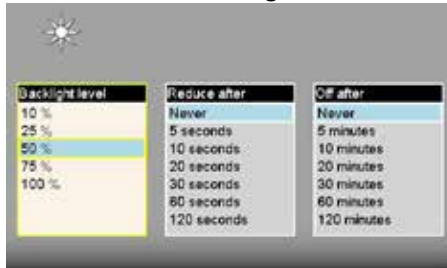 Backlight level
10 %
25 %
50 %
75 %
100 %
Reduce after
Never
5 seconds
10 seconds
20 seconds
30 seconds
60 seconds
120 seconds
Off after
Never
5 minutes
10 minutes
20 minutes
30 minutes
60 minutes
120 minutes